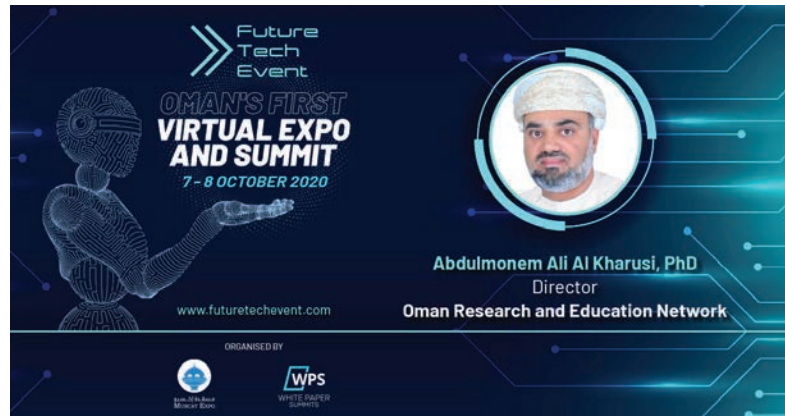 Future
Tech
Event
OMAN'S FIRST
VIRTUAL EXPO
AND SUMMIT
7 - 8 OCTOBER 2020
www.futuretechevent.com
Abdulmonem Ali Al Kharusi, PhD
Director
Oman Research and Education Network
ORGANISED BY
MUSCAT EXPO
WPS
WHITE PAPER
SUMMITS